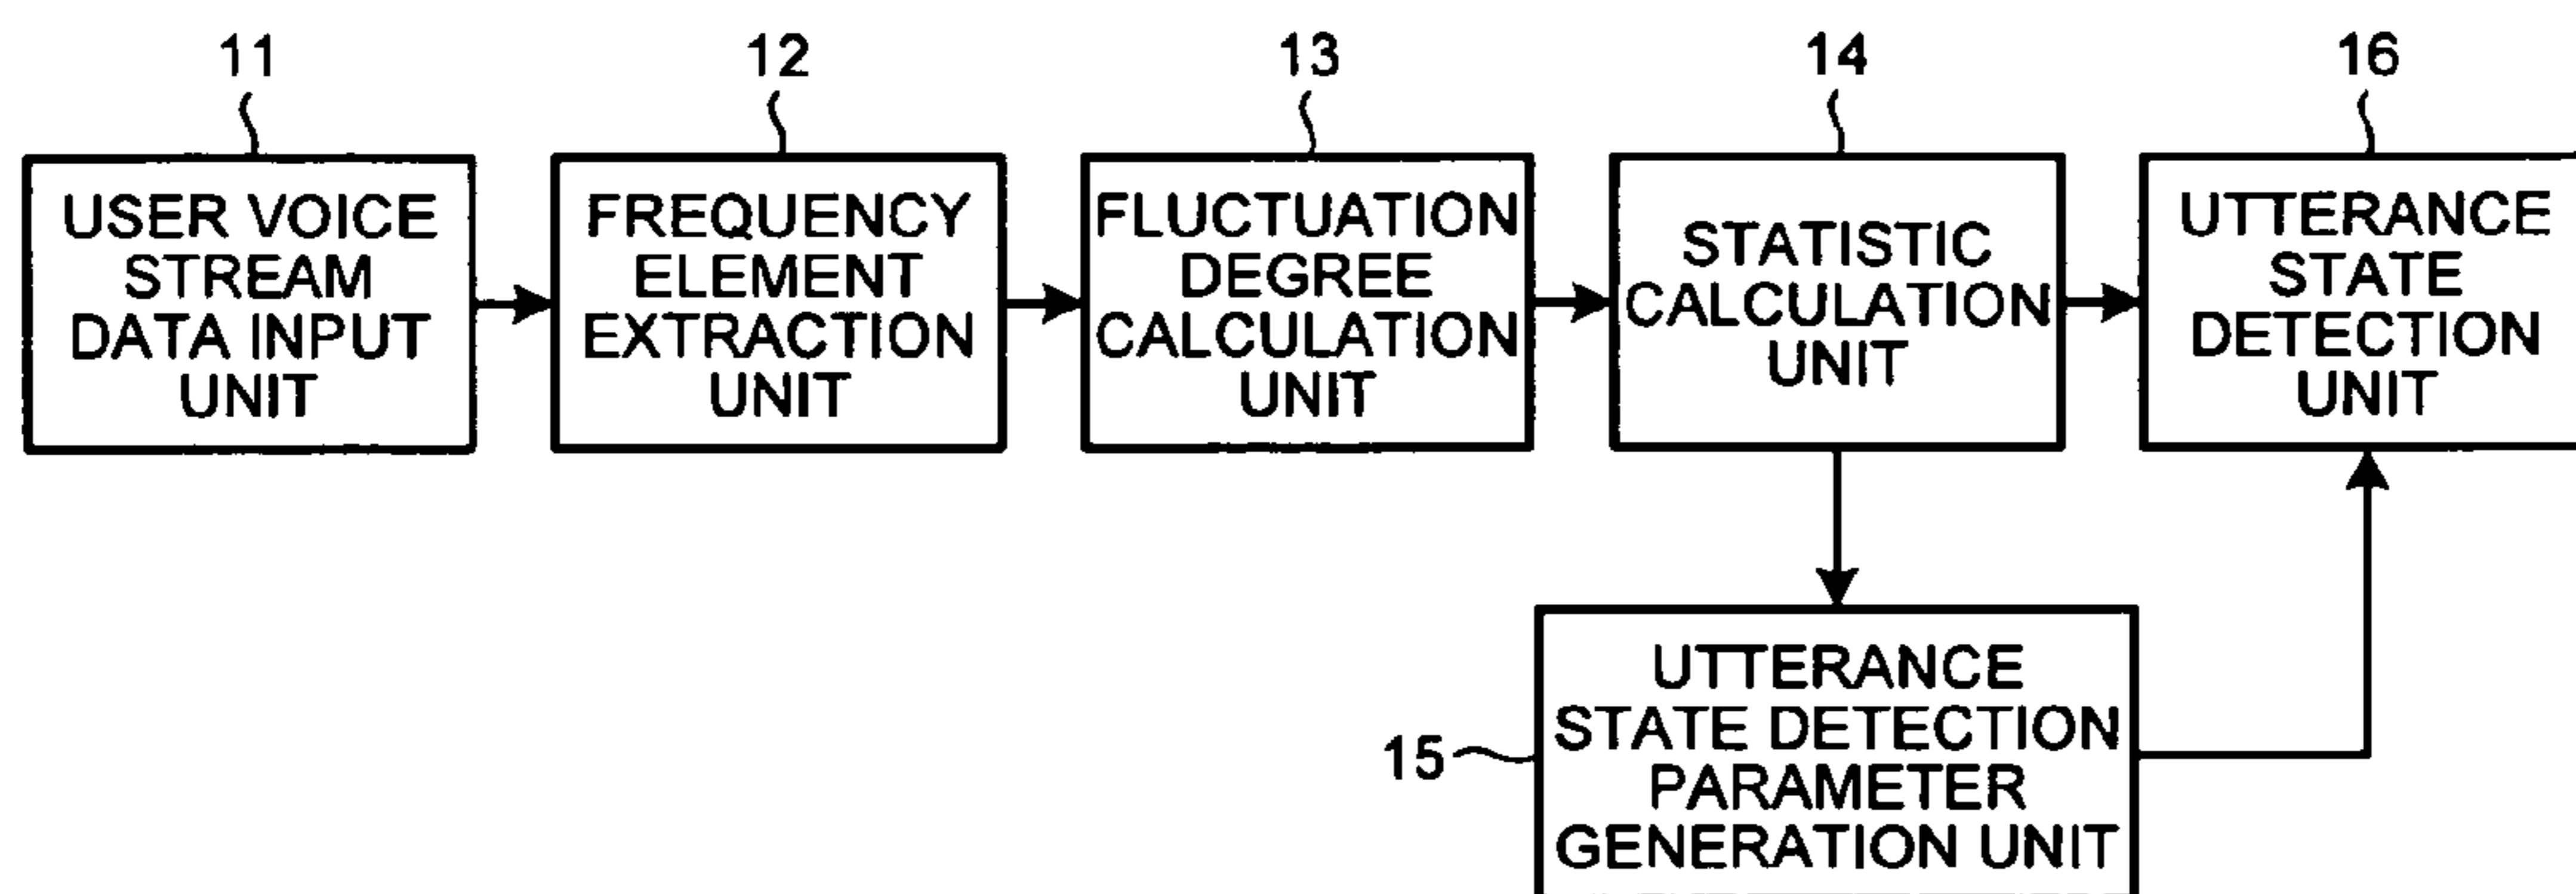 11
12
13
14
16
USER VOICE
STREAM
DATA INPUT
UNIT
FREQUENCY
ELEMENT
EXTRACTION
UNIT
FLUCTUATION
DEGREE
CALCULATION
UNIT
STATISTIC
CALCULATION
UNIT
UTTERANCE
STATE
DETECTION
UNIT
15
UTTERANCE
STATE DETECTION
PARAMETER
GENERATION UNIT